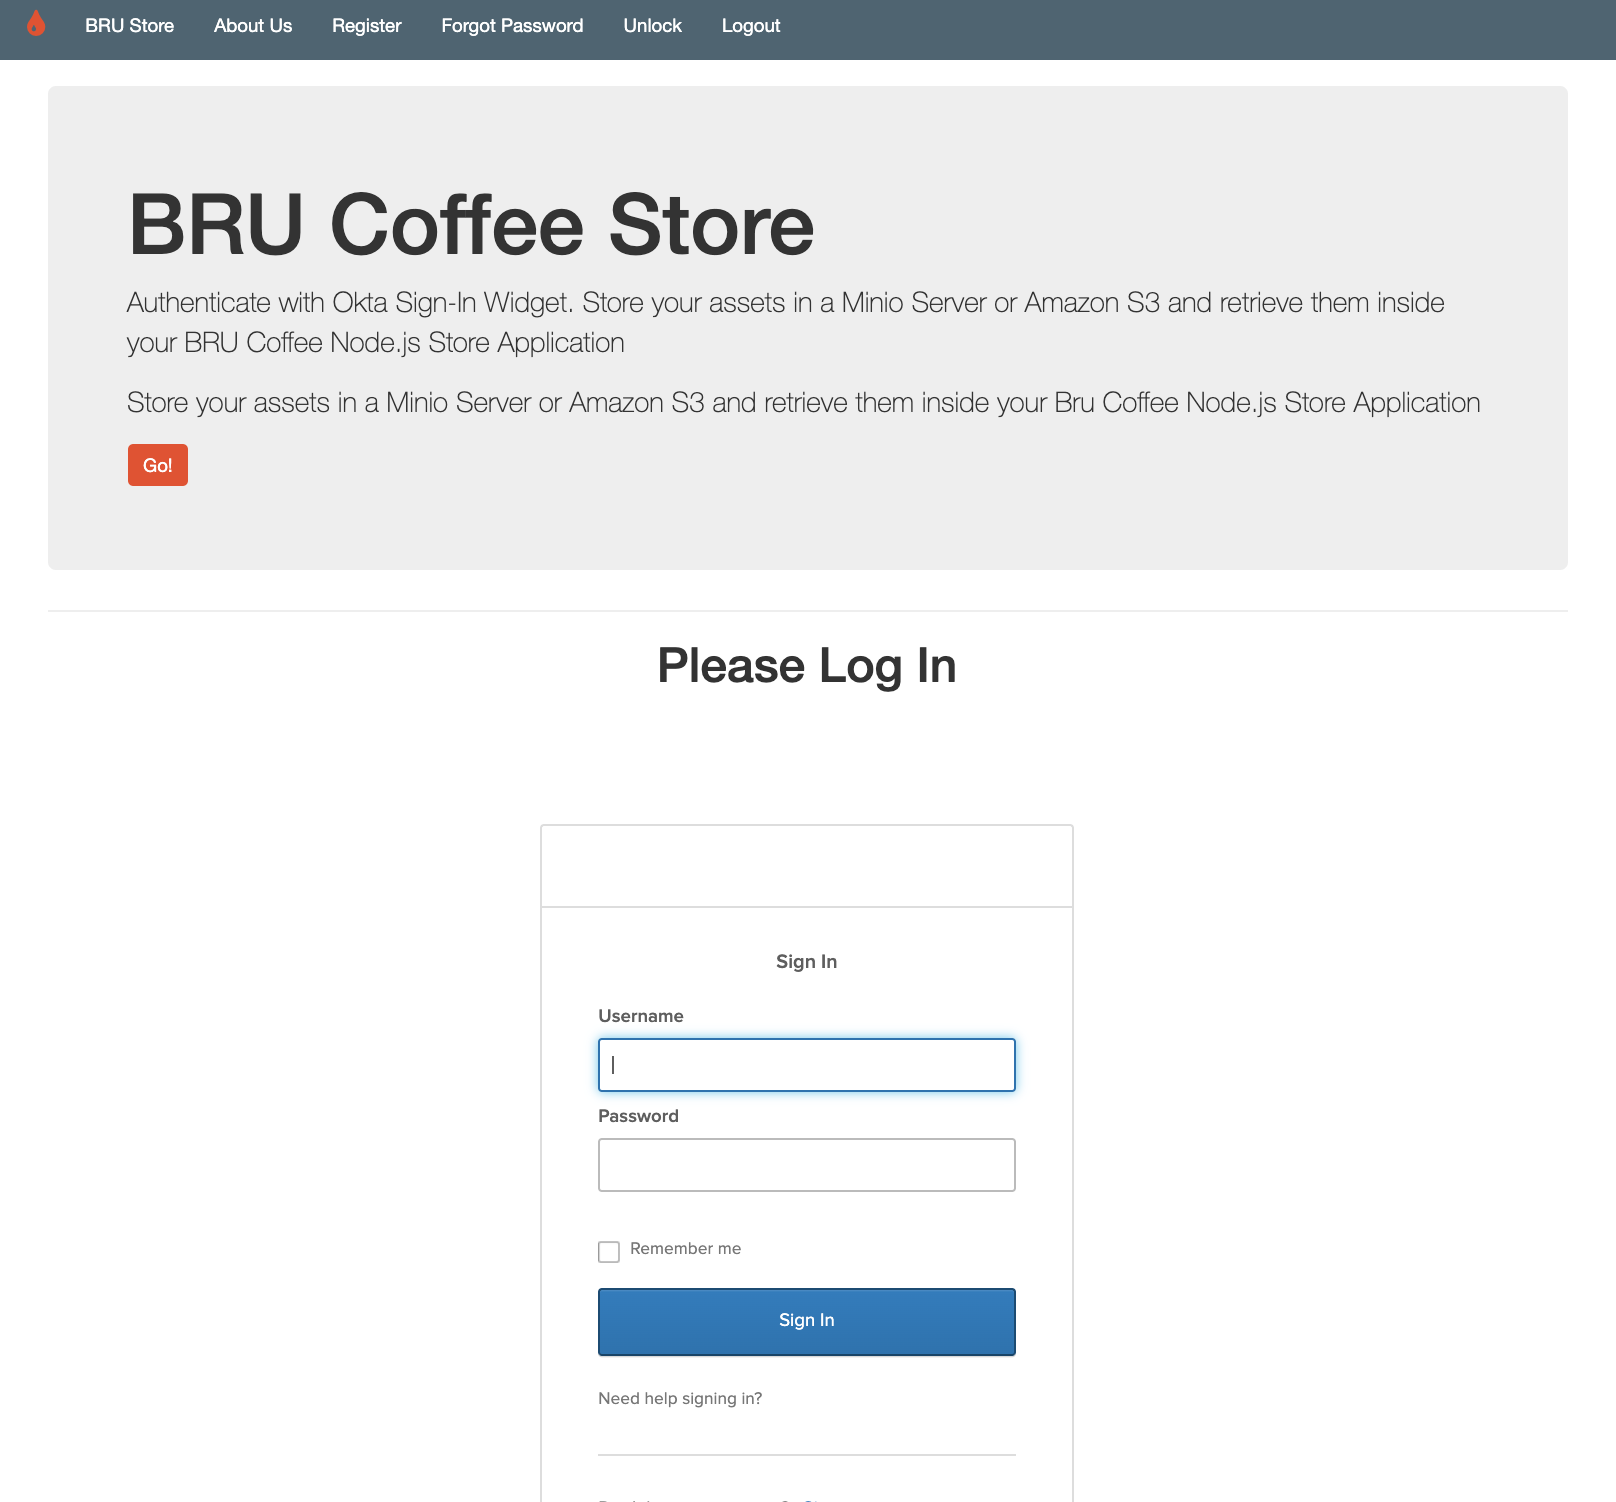 BRU Store About Us Register Forgot Password Unlock Logout
BRU Coffee Store
Authenticate with Okta Sign-In Widget. Store your assets in a Minio Server or Amazon S3 and retrieve them inside
your BRU Coffee Node.js Store Application
Store your assets in a Minio Server or Amazon S3 and retrieve them inside your Bru Coffee Node.js Store Application
Go!
Please Log In
Sign In
Username
Password
Remember me
Sign In
Need help signing in?